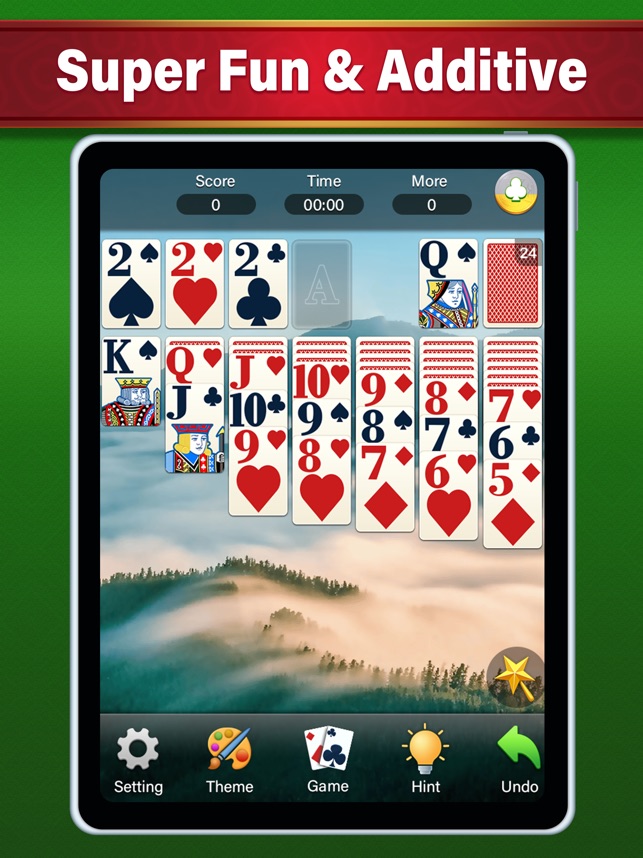 Super Fun & Additive
Score Time More
0 00:00 0
2 2 2 A Q 24
K Q J 10 9 8 7
J 10 9 8 7 6
9 8 7 6 5
Setting Theme Game Hint Undo